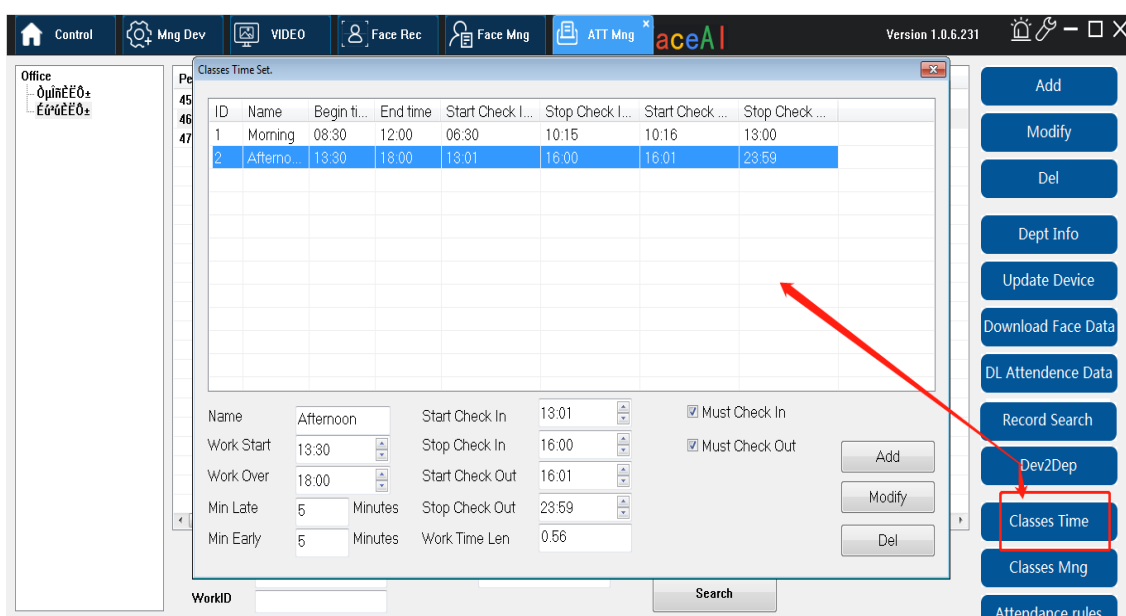 Control Mng Dev VIDEO Face Rec Face Mng ATT Mng × aceAI Version 1.0.6.231
Office
ÒµÎñÈËÔ±
Éú²úÈËÔ±
Pe
45
46
47
Classes Time Set.
ID Name Begin ti... End time Start Check I... Stop Check I... Start Check ... Stop Check ...
1 Morning 08:30 12:00 06:30 10:15 10:16 13:00
2 Afterno... 13:30 18:00 13:01 16:00 16:01 23:59
Name Afternoon Start Check In 13:01 Must Check In
Work Start 13:30 Stop Check In 16:00 Must Check Out
Work Over 18:00 Start Check Out 16:01
Min Late 5 Minutes Stop Check Out 23:59
Min Early 5 Minutes Work Time Len 0.56
Add
Modify
Del
WorkID Search
Add
Modify
Del
Dept Info
Update Device
Download Face Data
DL Attendence Data
Record Search
Dev2Dep
Classes Time
Classes Mng
Attendance rules